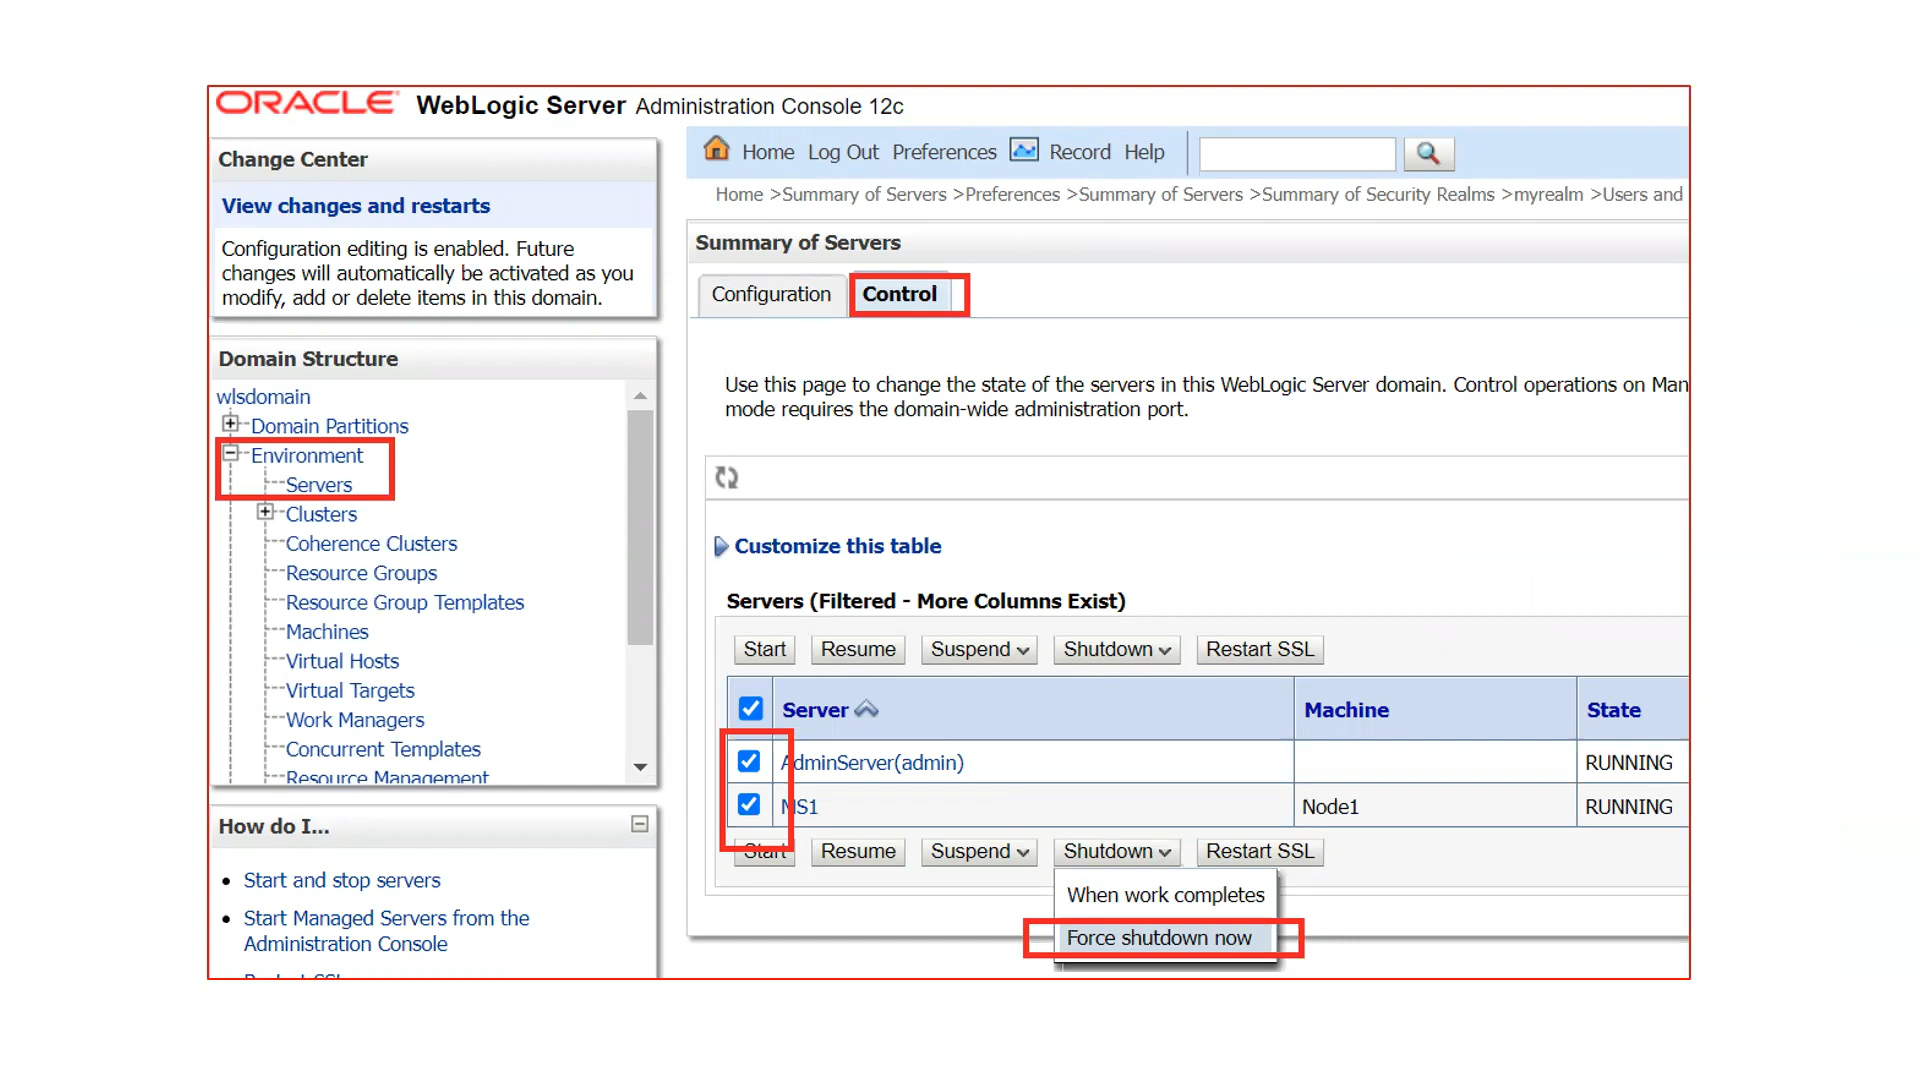 ORACLE WebLogic Server Administration Console 12c
Change Center
View changes and restarts
Configuration editing is enabled. Future
changes will automatically be activated as you
modify, add or delete items in this domain.
Domain Structure
wlsdomain
Domain Partitions
Environment
Servers
Clusters
Coherence Clusters
Resource Groups
Resource Group Templates
Machines
Virtual Hosts
Virtual Targets
Work Managers
Concurrent Templates
Resource Management
How do I...
Start and stop servers
Start Managed Servers from the
Administration Console
Home Log Out Preferences Record Help
Home >Summary of Servers >Preferences >Summary of Servers >Summary of Security Realms >myrealm >Users and
Summary of Servers
Configuration Control
Use this page to change the state of the servers in this WebLogic Server domain. Control operations on Man
mode requires the domain-wide administration port.
Customize this table
Servers (Filtered - More Columns Exist)
Start Resume Suspend Shutdown Restart SSL
Server Machine State
AdminServer(admin) RUNNING
MS1 Node1 RUNNING
Start Resume Suspend Shutdown Restart SSL
When work completes
Force shutdown now